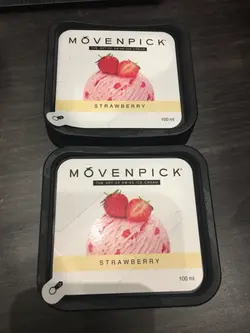 MÖVENPICK
THE ART OF SWISS ICE CREAM
STRAWBERRY
100 ml
MÖVENPICK
THE ART OF SWISS ICE CREAM
STRAWBERRY
100 ml